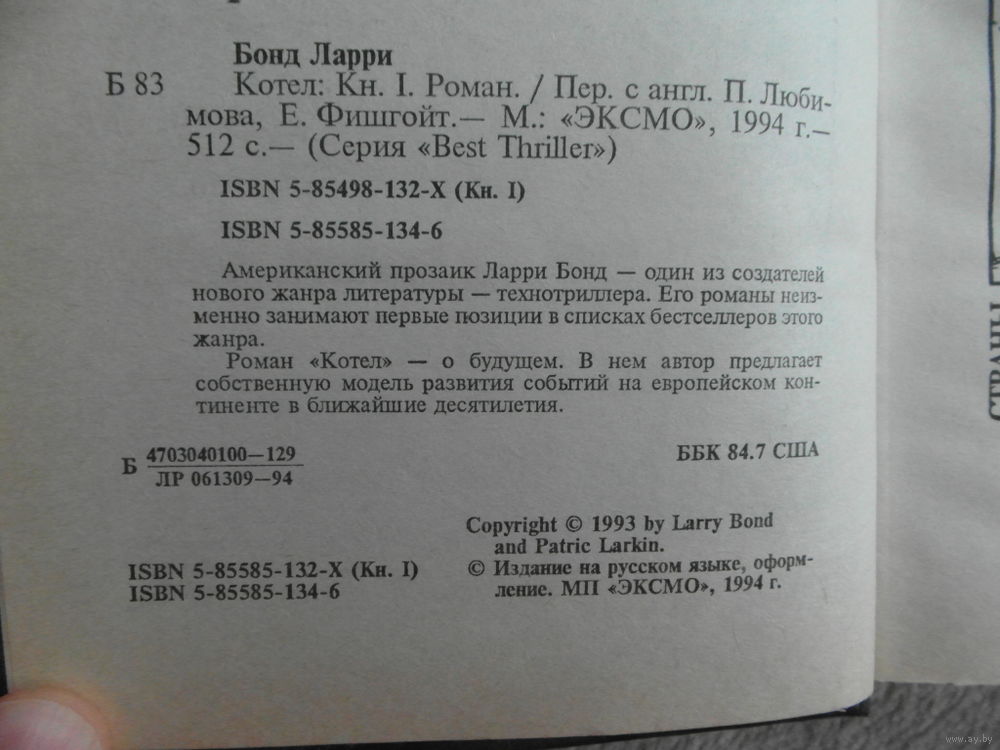 Бонд Ларри
Б 83 Котел: Кн. I. Роман. / Пер. с англ. П. Люби-
мова, Е. Фишгойт.— М.: «ЭКСМО», 1994 г.—
512 с.— (Серия «Best Thriller»)
ISBN 5-85498-132-X (Кн. I)
ISBN 5-85585-134-6
Американский прозаик Ларри Бонд — один из создателей
нового жанра литературы — технотриллера. Его романы неиз-
менно занимают первые позиции в списках бестселлеров этого
жанра.
Роман «Котел» — о будущем. В нем автор предлагает
собственную модель развития событий на европейском кон-
тиненте в ближайшие десятилетия.
Б 4703040100—129
ЛР 061309—94
ББК 84.7 США
Copyright © 1993 by Larry Bond
and Patric Larkin.
© Издание на русском языке, оформ-
ление. МП «ЭКСМО», 1994 г.
ISBN 5-85585-132-X (Кн. I)
ISBN 5-85585-134-6
СТРАНЫ
www.ay.by